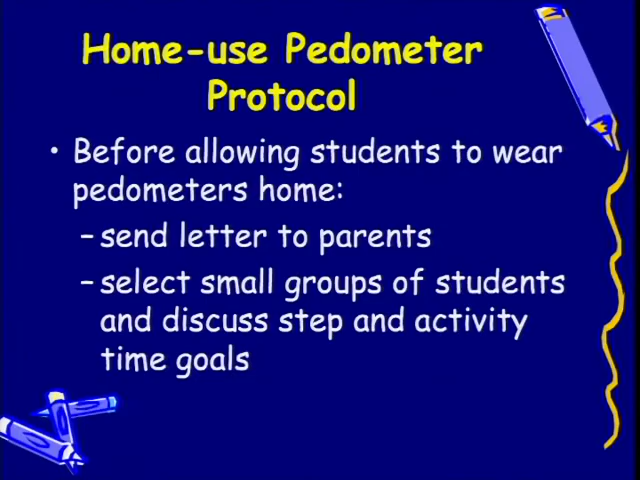 Home-use Pedometer
Protocol
• Before allowing students to wear
pedometers home:
– send letter to parents
– select small groups of students
and discuss step and activity
time goals